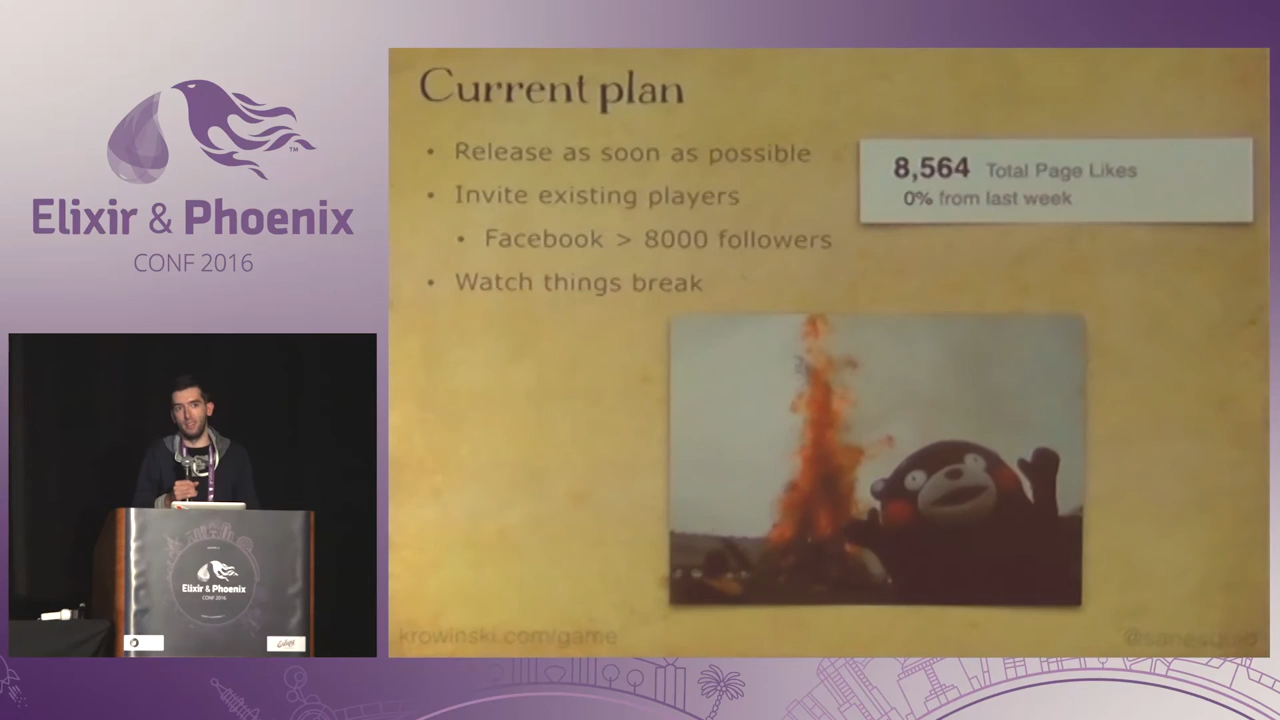 Elixir & Phoenix
TM
CONF 2016
Current plan
• Release as soon as possible
• Invite existing players
• Facebook > 8000 followers
• Watch things break
8,564 Total Page Likes
0% from last week
krowinski.com/game
Elixir & Phoenix
CONF 2016